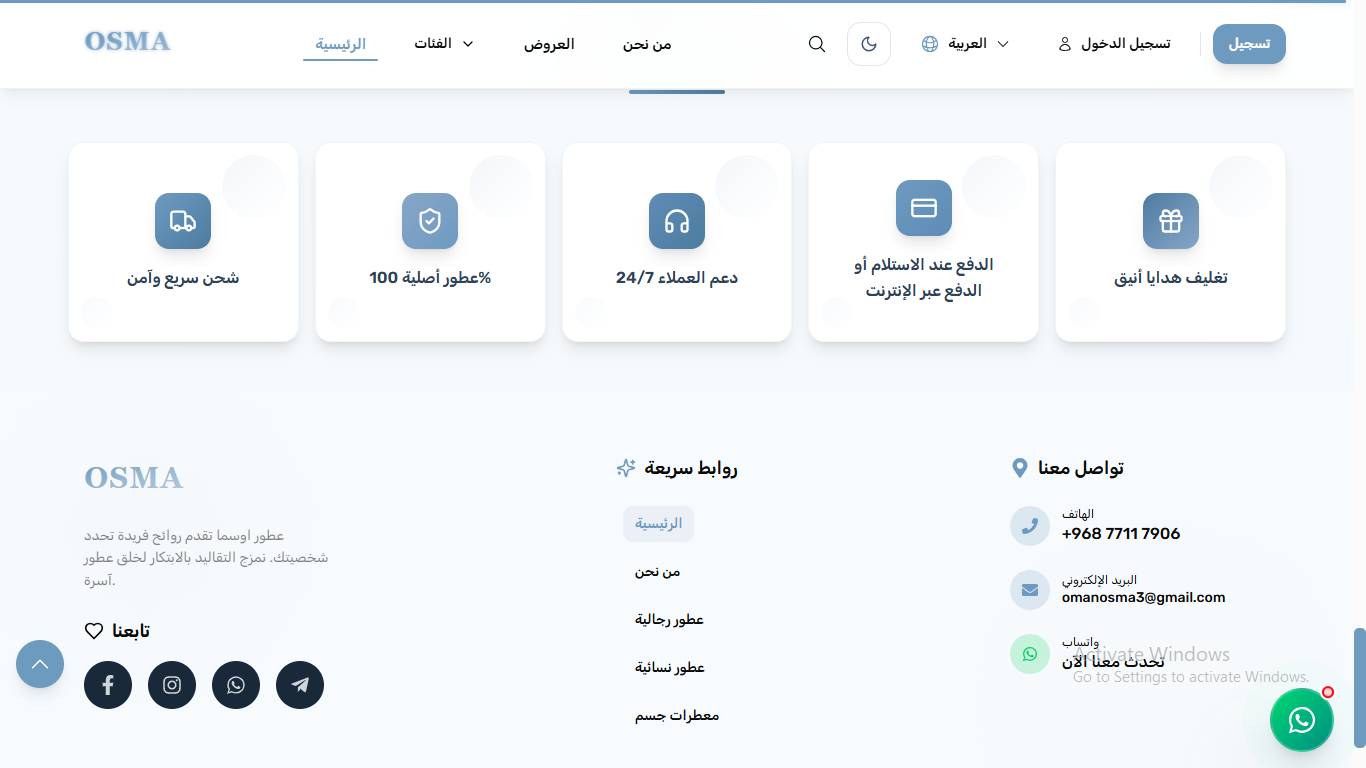 OSMA
الرئيسية
الفئات
العروض
من نحن
العربية
تسجيل الدخول
تسجيل
شحن سريع وآمن
%عطور أصلية 100
دعم العملاء 24/7
الدفع عند الاستلام أو
الدفع عبر الإنترنت
تغليف هدايا أنيق
OSMA
عطور اوسما تقدم روائح فريدة تحدد
شخصيتك. نمزج التقاليد بالابتكار لخلق عطور
آسرة.
تابعنا
روابط سريعة
الرئيسية
من نحن
عطور رجالية
عطور نسائية
معطرات جسم
تواصل معنا
الهاتف
+968 7711 7906
البريد الإلكتروني
omanosma3@gmail.com
واتساب
تحدث معنا الآن
Activate Windows
Go to Settings to activate Windows.